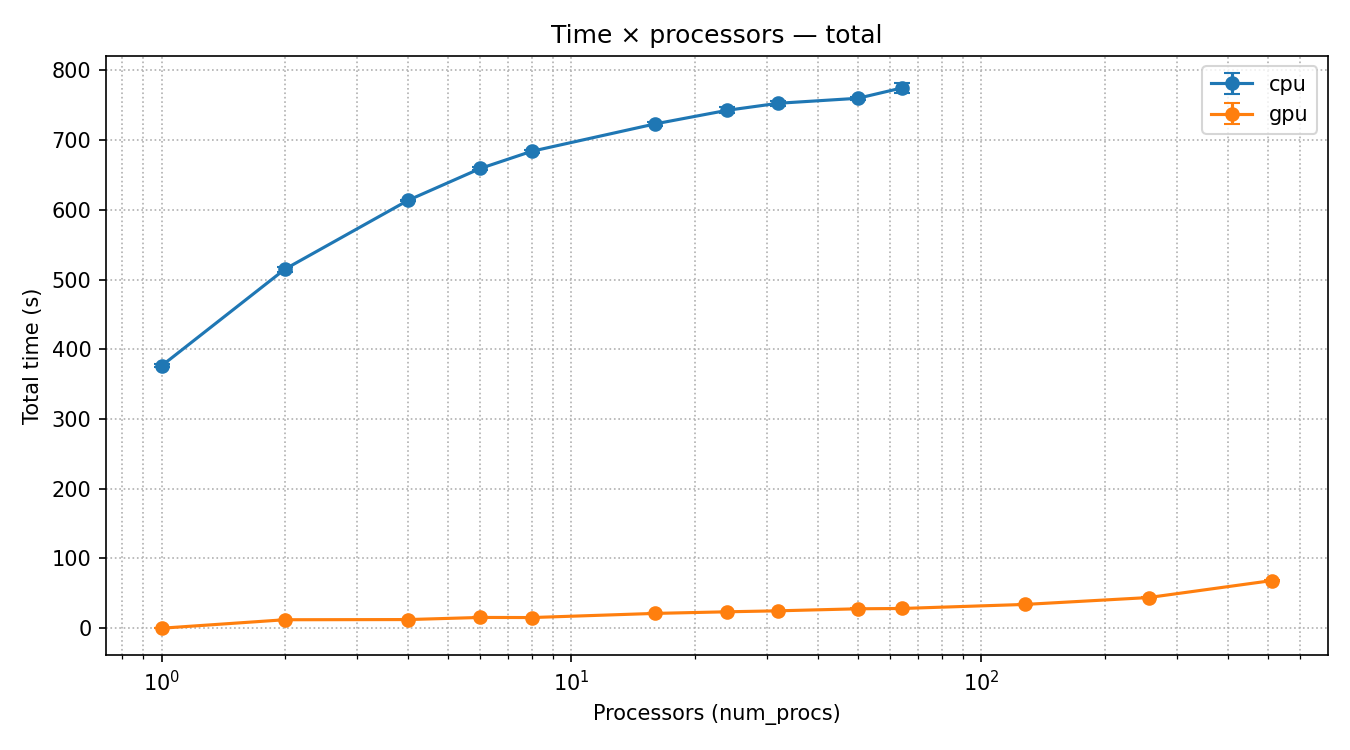 Time × processors — total
800
700
600
500
400
300
200
100
0
Total time (s)
cpu
gpu
10⁰
10¹
10²
Processors (num_procs)